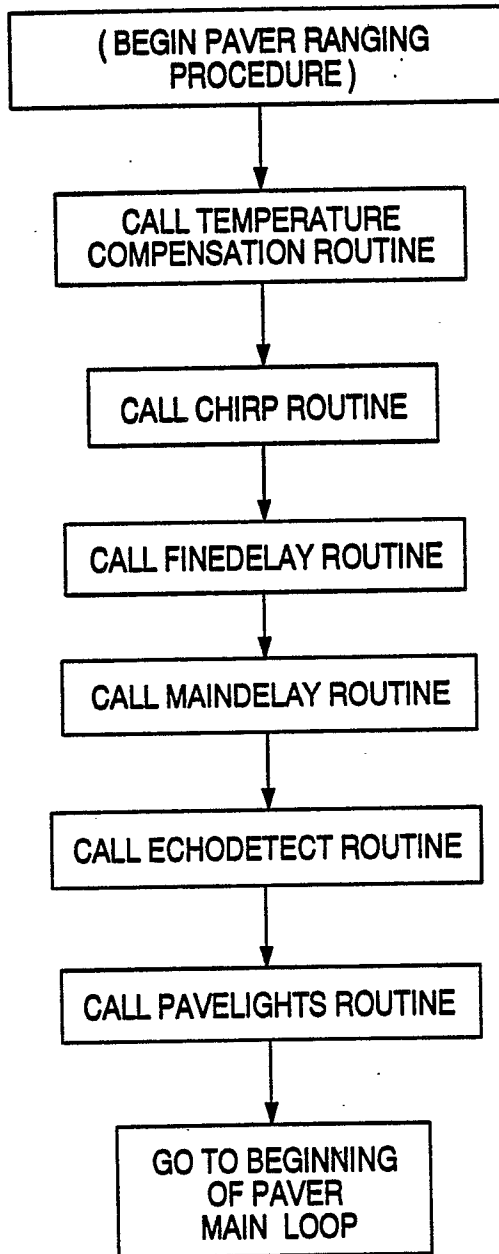 ( BEGIN PAVER RANGING
PROCEDURE )
CALL TEMPERATURE
COMPENSATION ROUTINE
CALL CHIRP ROUTINE
CALL FINEDELAY ROUTINE
CALL MAINDELAY ROUTINE
CALL ECHODETECT ROUTINE
CALL PAVELIGHTS ROUTINE
GO TO BEGINNING
OF PAVER
MAIN LOOP